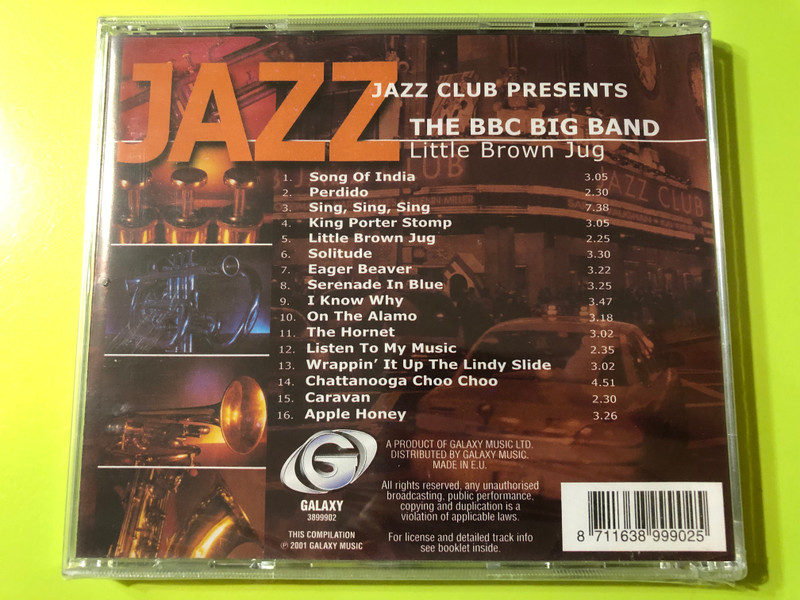 JAZZ
JAZZ CLUB PRESENTS
THE BBC BIG BAND
Little Brown Jug
1. Song Of India 3.05
2. Perdido 2.30
3. Sing, Sing, Sing 7.38
4. King Porter Stomp 3.05
5. Little Brown Jug 2.25
6. Solitude 3.30
7. Eager Beaver 3.22
8. Serenade In Blue 3.25
9. I Know Why 3.47
10. On The Alamo 3.18
11. The Hornet 3.02
12. Listen To My Music 2.35
13. Wrappin' It Up The Lindy Slide 3.02
14. Chattanooga Choo Choo 4.51
15. Caravan 2.30
16. Apple Honey 3.26
JAZZ CLUB
CLUB
G
GALAXY
3899902
THIS COMPILATION
℗ 2001 GALAXY MUSIC
A PRODUCT OF GALAXY MUSIC LTD.
DISTRIBUTED BY GALAXY MUSIC.
MADE IN E.U.
All rights reserved, any unauthorised
broadcasting, public performance,
copying and duplication is a
violation of applicable laws.
For license and detailed track info
see booklet inside.
8 711638 999025